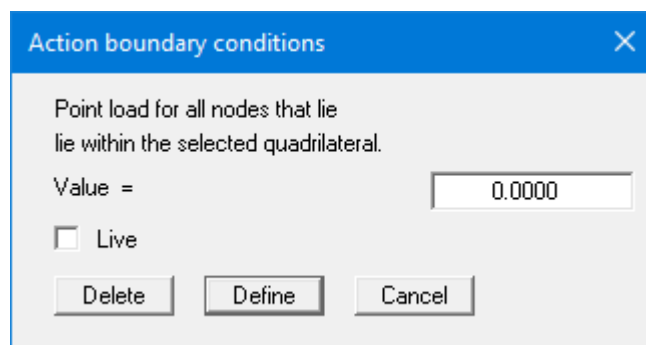 Action boundary conditions
Point load for all nodes that lie
lie within the selected quadrilateral.
Value =
0.0000
Live
Delete
Define
Cancel